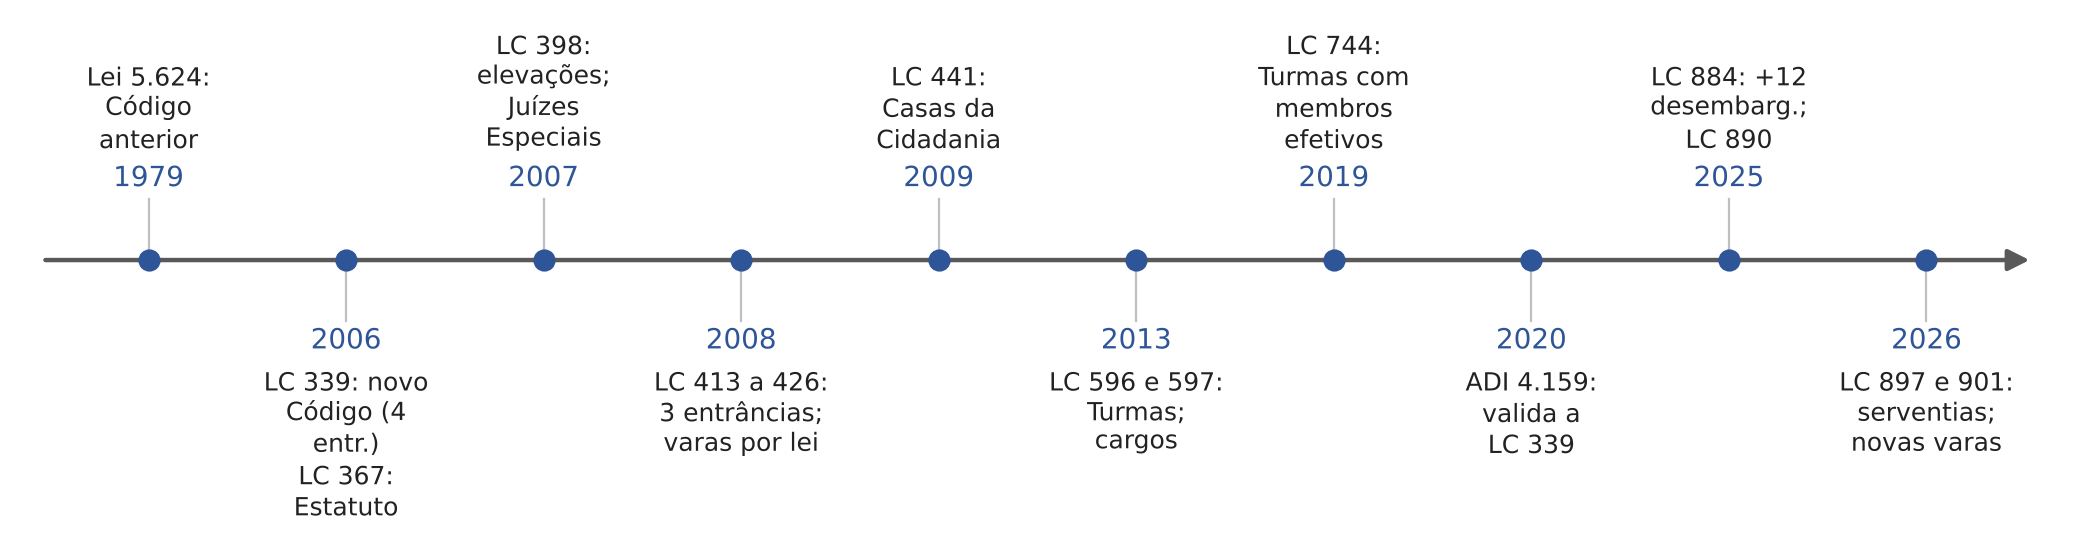 Lei 5.624:
Código
anterior
1979
2006
LC 339: novo
Código (4
entr.)
LC 367:
Estatuto
LC 398:
elevações;
Juízes
Especiais
2007
2008
LC 413 a 426:
3 entrâncias;
varas por lei
LC 441:
Casas da
Cidadania
2009
2013
LC 596 e 597:
Turmas;
cargos
LC 744:
Turmas com
membros
efetivos
2019
2020
ADI 4.159:
valida a
LC 339
LC 884: +12
desembarg.;
LC 890
2025
2026
LC 897 e 901:
serventias;
novas varas